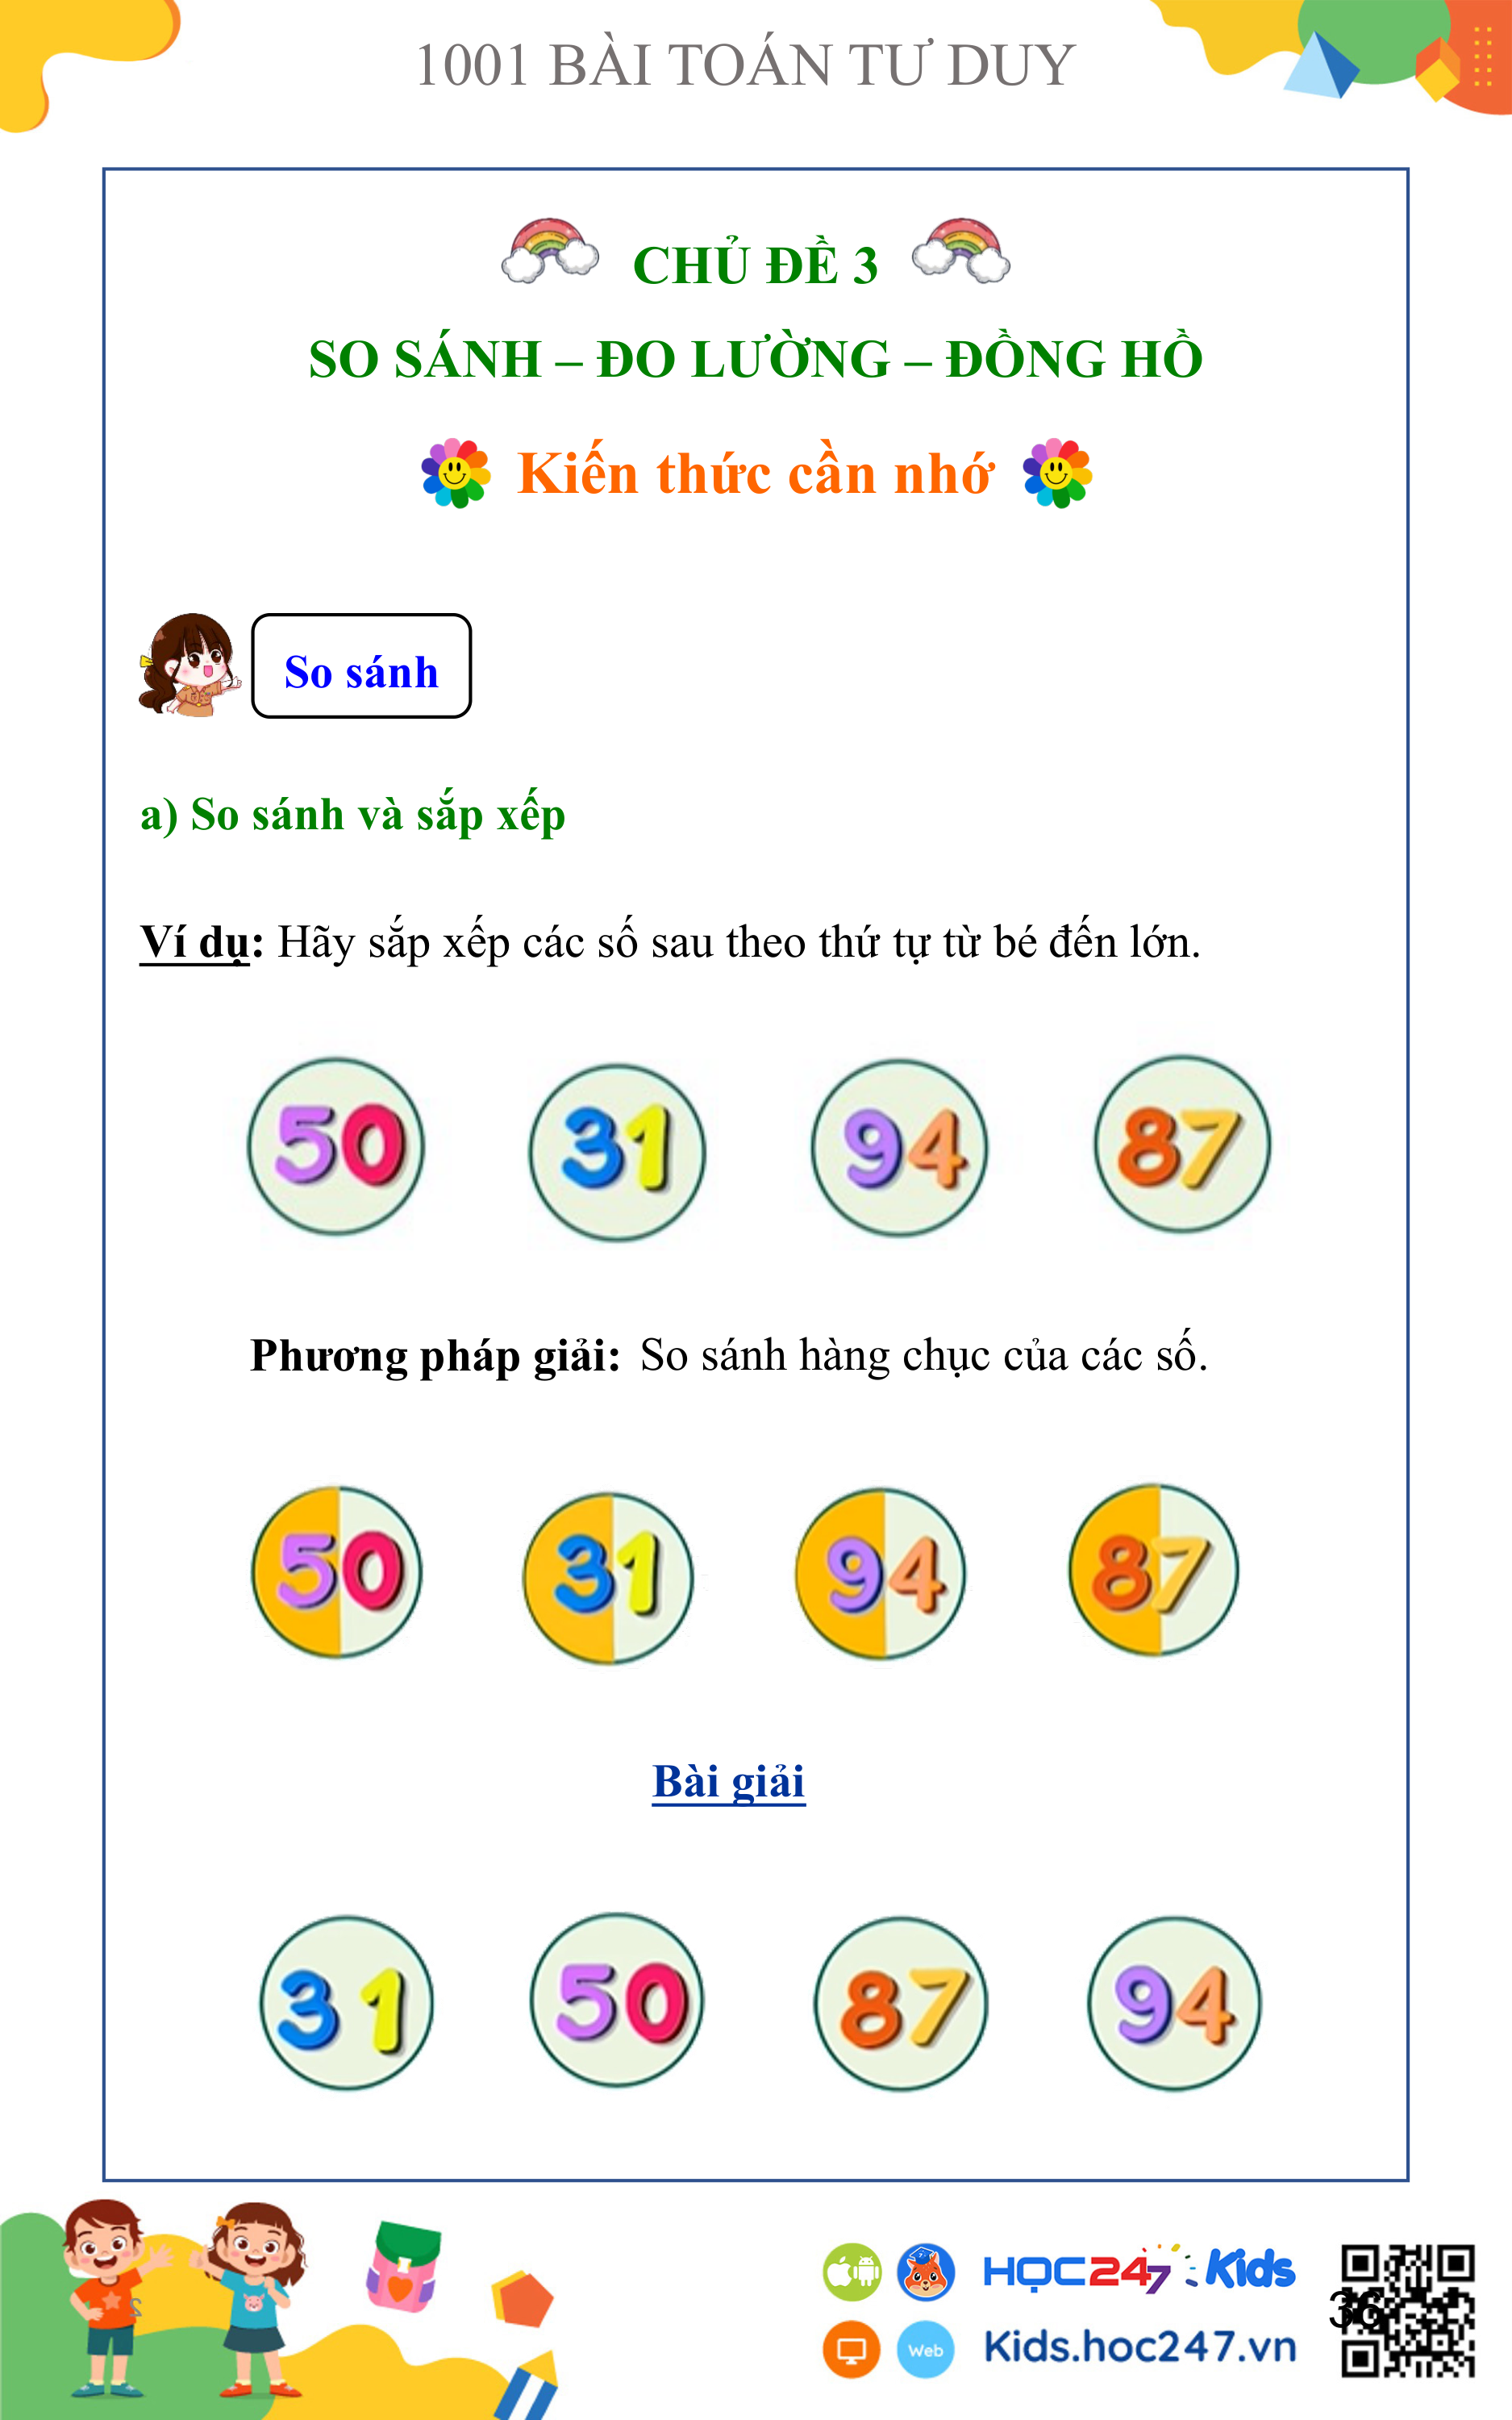 1001 BÀI TOÁN TƯ DUY
CHỦ ĐỀ 3
SO SÁNH – ĐO LƯỜNG – ĐỒNG HỒ
Kiến thức cần nhớ
So sánh
a) So sánh và sắp xếp
Ví dụ: Hãy sắp xếp các số sau theo thứ tự từ bé đến lớn.
50 31 94 87
Phương pháp giải: So sánh hàng chục của các số.
50 31 94 87
Bài giải
31 50 87 94
HỌC247 Kids
36
Web Kids.hoc247.vn